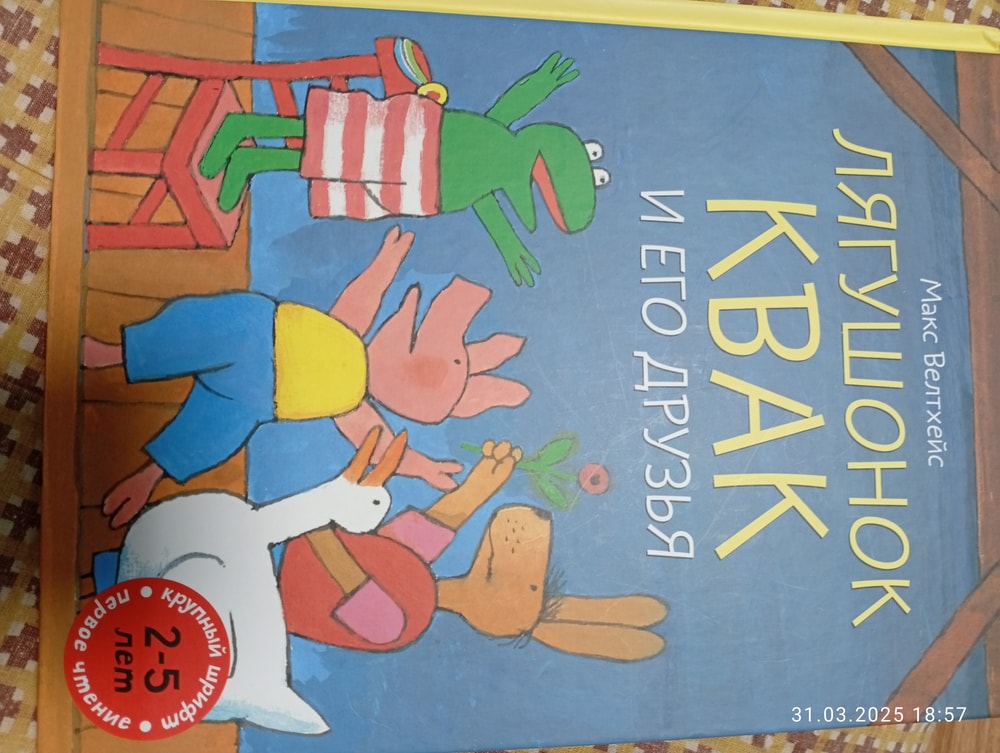 Макс Велтхейс
ЛЯГУШОНОК
КВАК
И ЕГО ДРУЗЬЯ
крупный шрифт
2-5
лет
первое чтение
31.03.2025 18:57